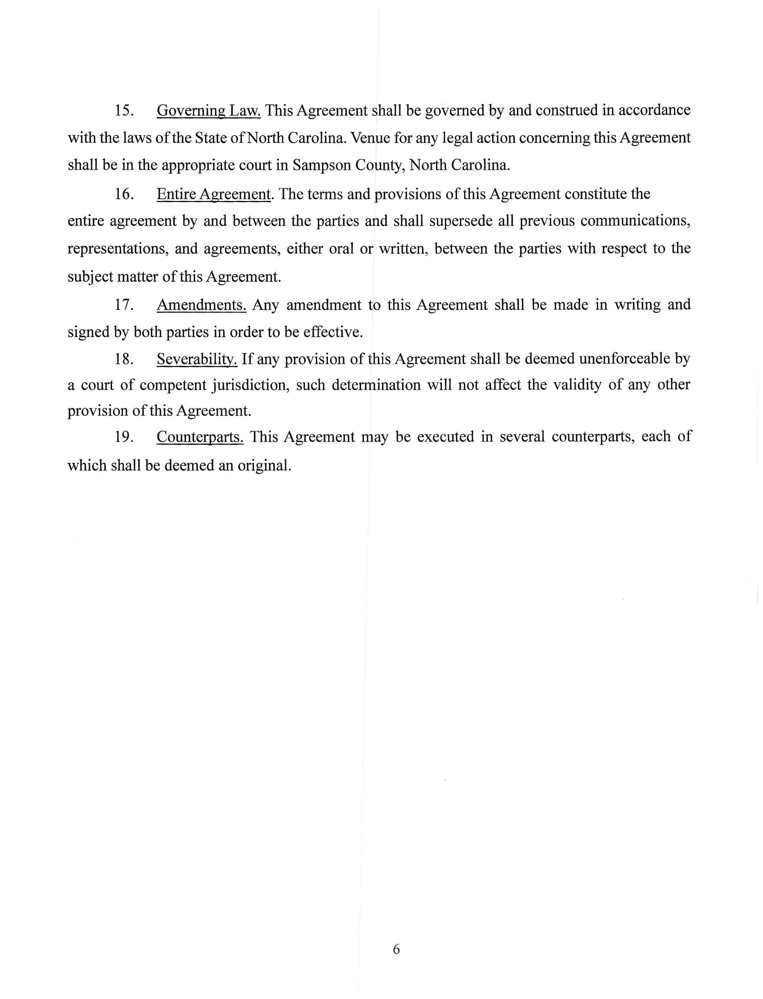 15. Governing Law. This Agreement shall be governed by and construed in accordance
with the laws of the State of North Carolina. Venue for any legal action concerning this Agreement
shall be in the appropriate court in Sampson County, North Carolina.
16. Entire Agreement. The terms and provisions of this Agreement constitute the
entire agreement by and between the parties and shall supersede all previous communications,
representations, and agreements, either oral or written, between the parties with respect to the
subject matter of this Agreement.
17. Amendments. Any amendment to this Agreement shall be made in writing and
signed by both parties in order to be effective.
18. Severability. If any provision of this Agreement shall be deemed unenforceable by
a court of competent jurisdiction, such determination will not affect the validity of any other
provision of this Agreement.
19. Counterparts. This Agreement may be executed in several counterparts, each of
which shall be deemed an original.
6